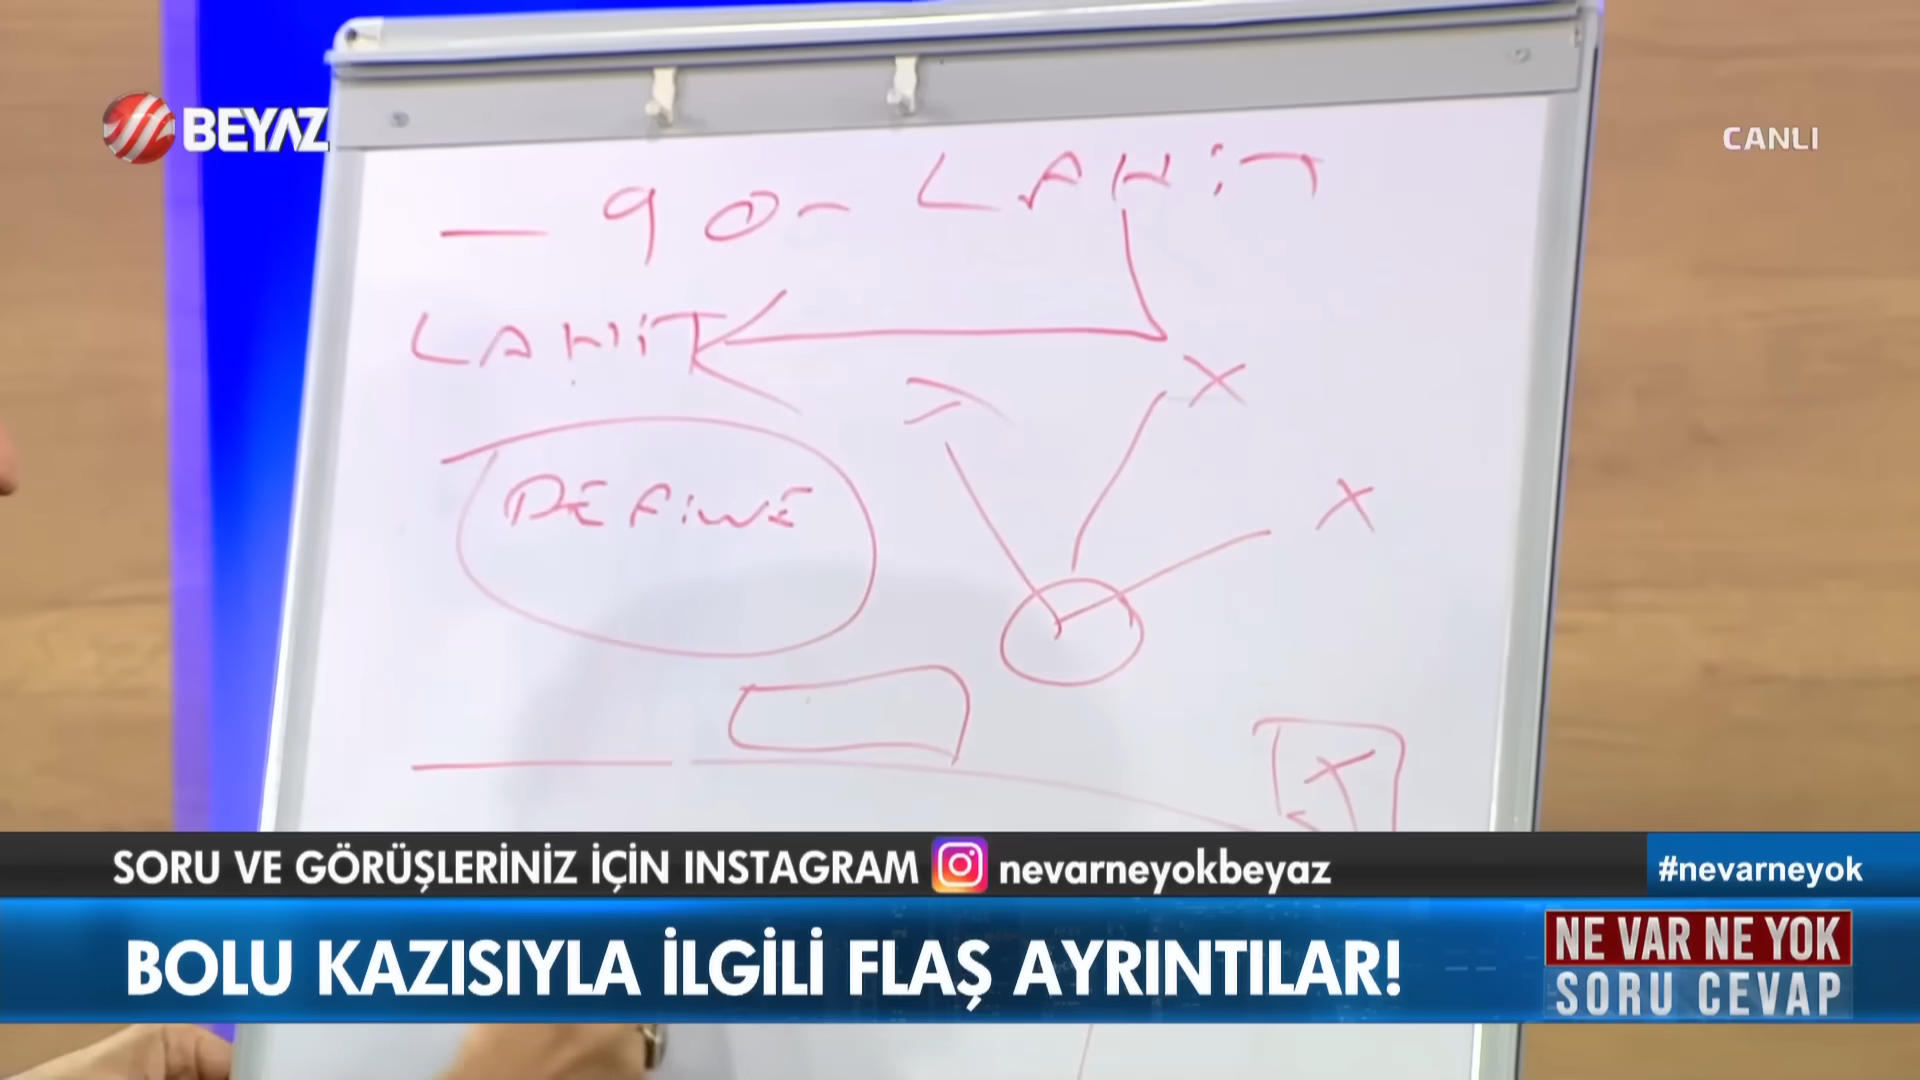 BEYAZ
CANLI
— 90 - LAHİT
LAHİT
X
X
DEFİNE
X
SORU VE GÖRÜŞLERİNİZ İÇİN INSTAGRAM nevarneyokbeyaz
#nevarneyok
BOLU KAZISIYLA İLGİLİ FLAŞ AYRINTILAR!
NE VAR NE YOK
SORU CEVAP